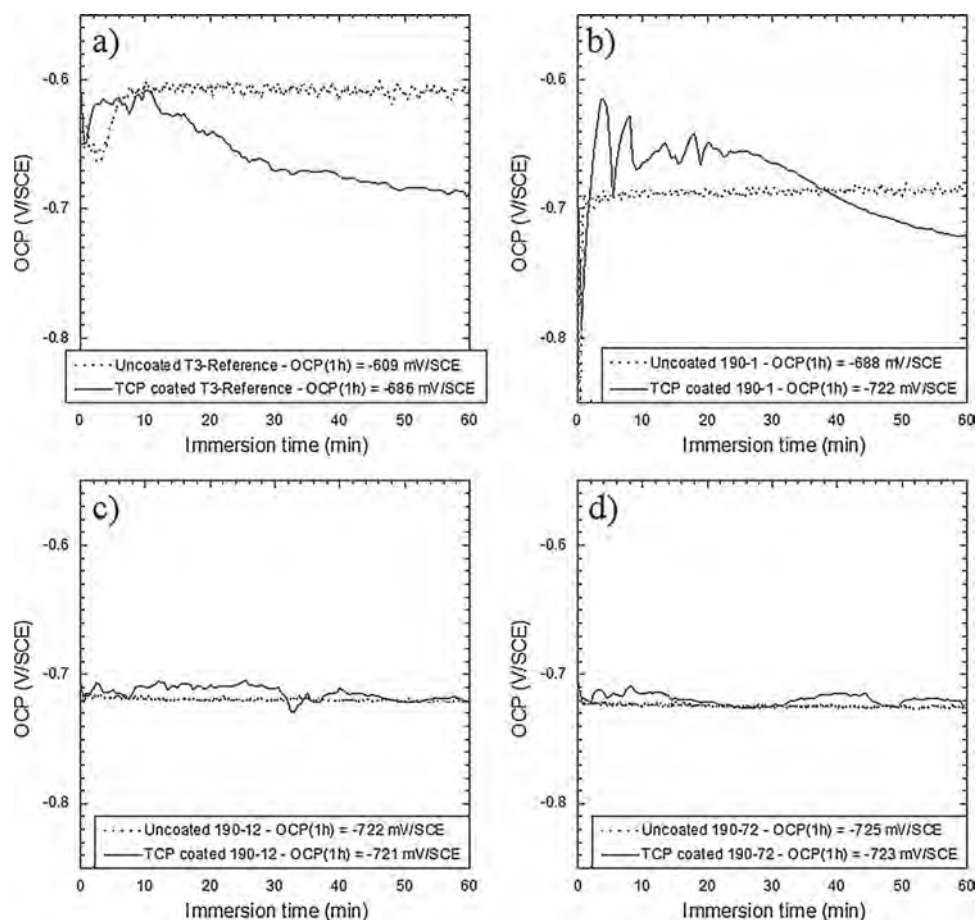 a)
-0.6
-0.7
-0.8
OCP (V/SCE)
Uncoated T3-Reference - OCP(1h) = -609 mV/SCE
TCP coated T3-Reference - OCP(1h) = -686 mV/SCE
0 10 20 30 40 50 60
Immersion time (min)
b)
-0.6
-0.7
-0.8
OCP (V/SCE)
Uncoated 190-1 - OCP(1h) = -688 mV/SCE
TCP coated 190-1 - OCP(1h) = -722 mV/SCE
0 10 20 30 40 50 60
Immersion time (min)
c)
-0.6
-0.7
-0.8
OCP (V/SCE)
Uncoated 190-12 - OCP(1h) = -722 mV/SCE
TCP coated 190-12 - OCP(1h) = -721 mV/SCE
0 10 20 30 40 50 60
Immersion time (min)
d)
-0.6
-0.7
-0.8
OCP (V/SCE)
Uncoated 190-72 - OCP(1h) = -725 mV/SCE
TCP coated 190-72 - OCP(1h) = -723 mV/SCE
0 10 20 30 40 50 60
Immersion time (min)